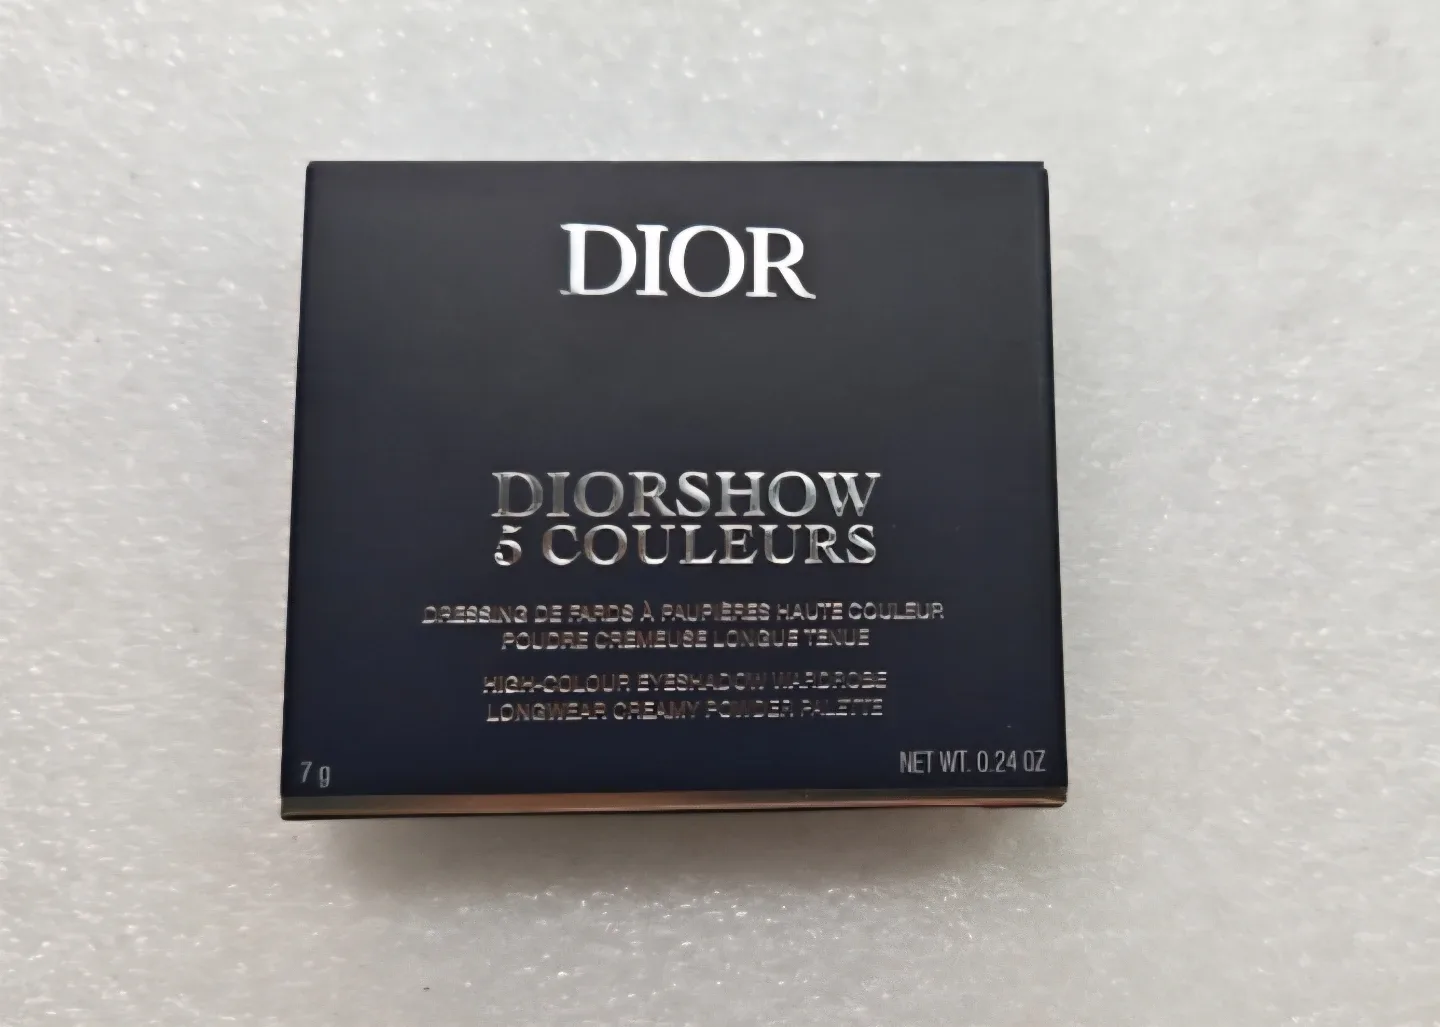 DIOR
DIORSHOW
5 COULEURS
DRESSING DE FARDS À PAUPIÈRES HAUTE COULEUR
POUDRE CRÉMEUSE LONGUE TENUE
HIGH-COLOUR EYESHADOW WARDROBE
LONGWEAR CREAMY POWDER PALETTE
7 g
NET WT. 0.24 OZ